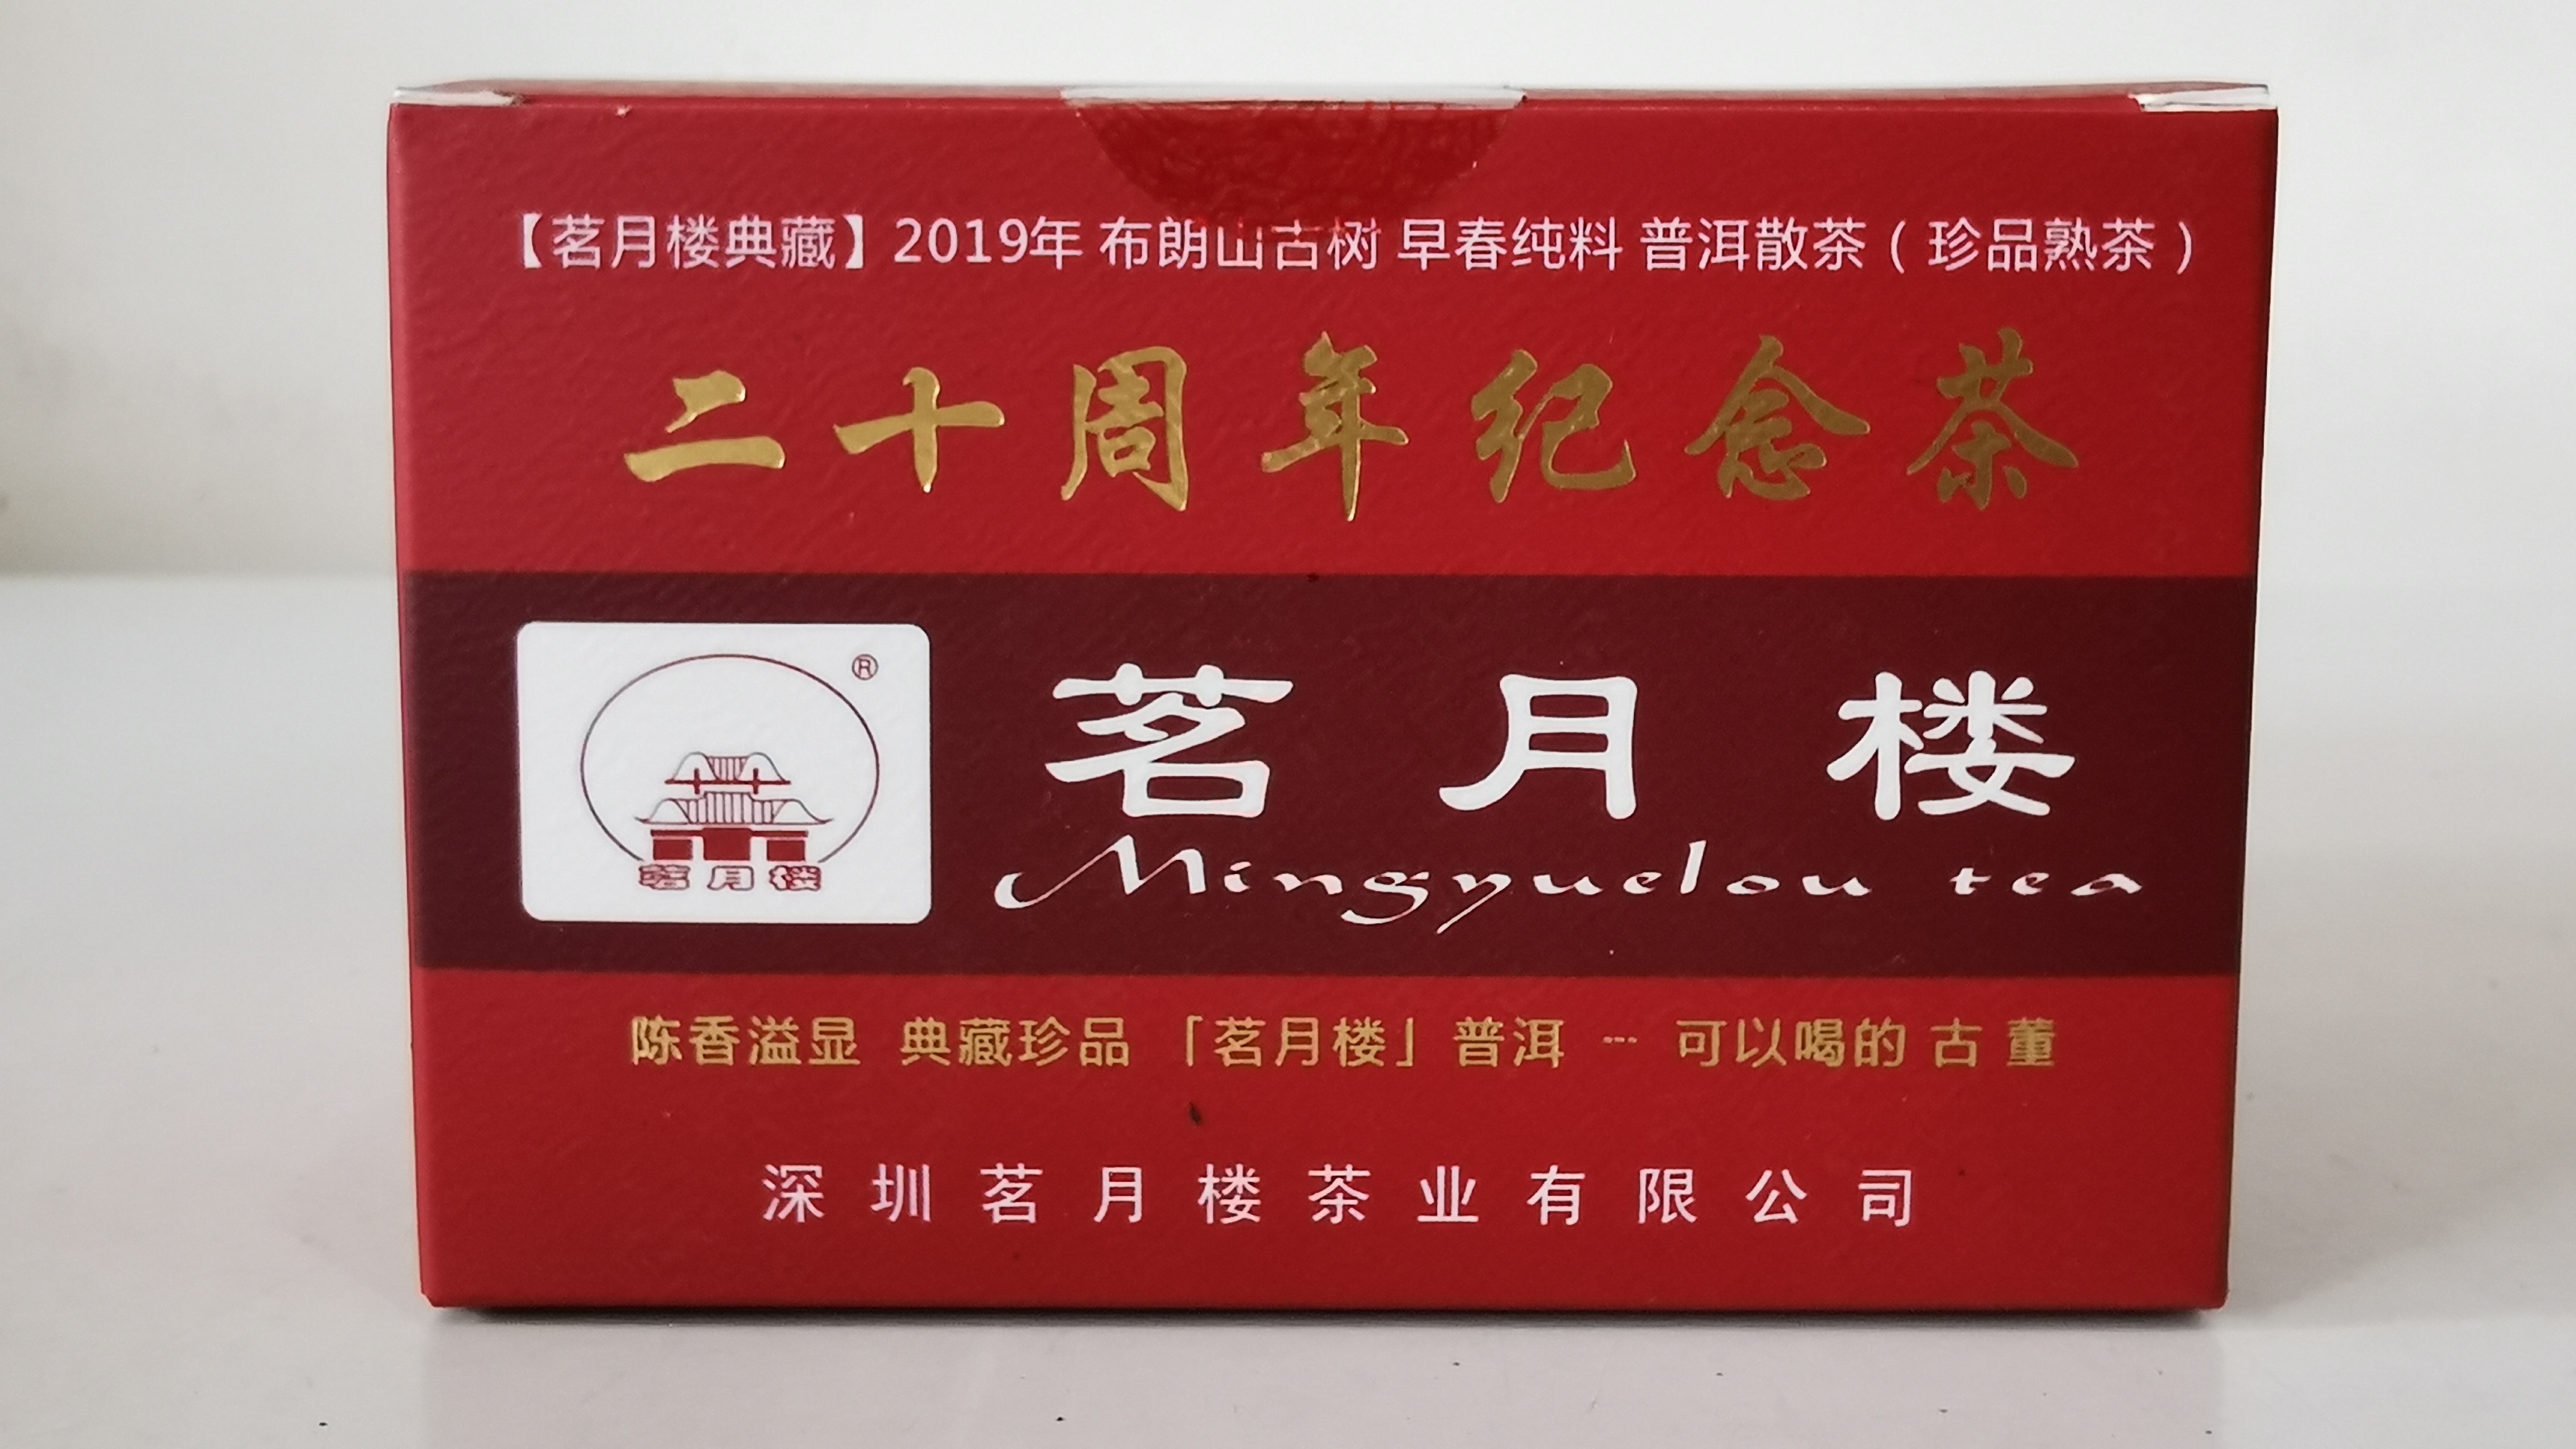 【茗月楼典藏】2019年 布朗山古树 早春纯料 普洱散茶（珍品熟茶）
二十周年纪念茶
®
茗月楼
茗月楼
Mingyuelou tea
陈香溢显 典藏珍品 「茗月楼」普洱 --- 可以喝的 古 董
深圳茗月楼茶业有限公司